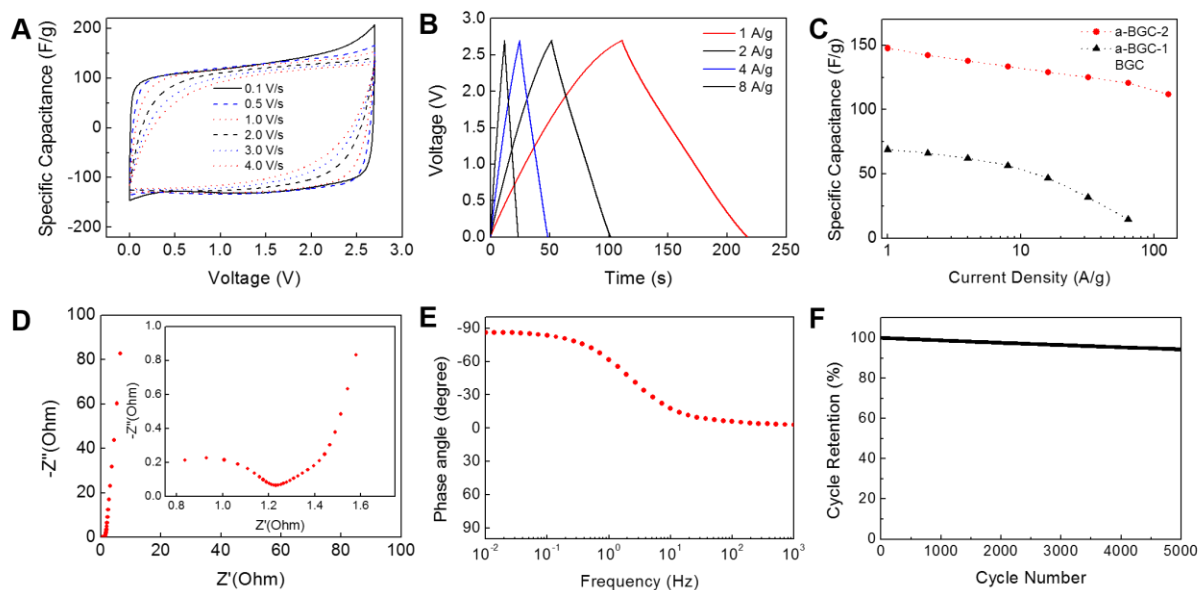 A
Specific Capacitance (F/g)
200
100
0
-100
-200
0.1 V/s
0.5 V/s
1.0 V/s
2.0 V/s
3.0 V/s
4.0 V/s
0.0 0.5 1.0 1.5 2.0 2.5 3.0
Voltage (V)
B
Voltage (V)
3.0
2.5
2.0
1.5
1.0
0.5
0.0
1 A/g
2 A/g
4 A/g
8 A/g
0 50 100 150 200 250
Time (s)
C
Specific Capacitance (F/g)
150
100
50
0
a-BGC-2
a-BGC-1
BGC
1 10 100
Current Density (A/g)
D
-Z"(Ohm)
100
80
60
40
20
0
-Z"(Ohm)
1.0
0.8
0.6
0.4
0.2
0.0
0.8 1.0 1.2 1.4 1.6
Z'(Ohm)
0 20 40 60 80 100
Z'(Ohm)
E
Phase angle (degree)
-90
-60
-30
0
30
60
90
10-2 10-1 100 101 102 103
Frequency (Hz)
F
Cycle Retention (%)
120
100
80
60
40
20
0
0 1000 2000 3000 4000 5000
Cycle Number